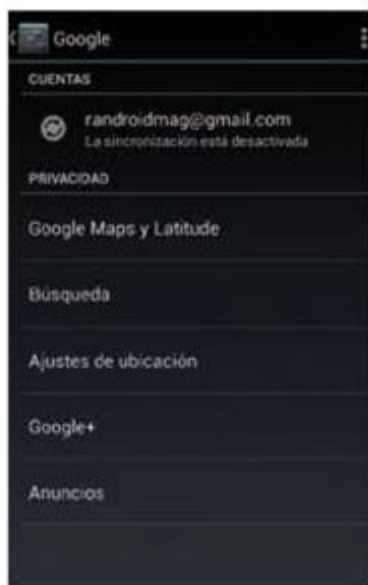 Google
CUENTAS
randroidmag@gmail.com
La sincronización está desactivada
PRIVACIDAD
Google Maps y Latitude
Búsqueda
Ajustes de ubicación
Google+
Anuncios